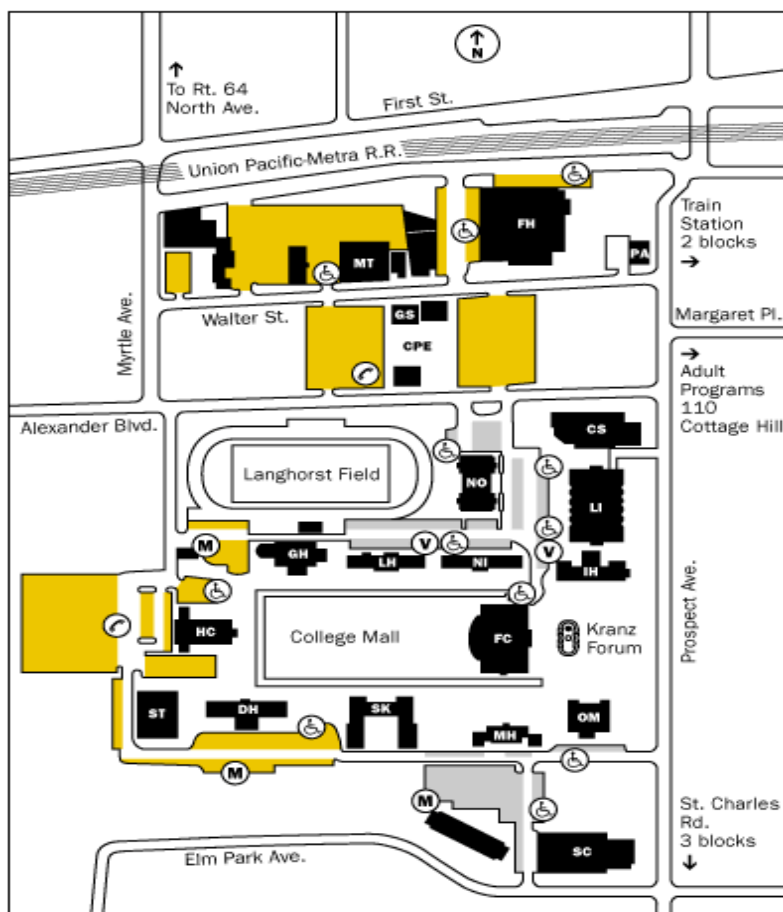 N
To Rt. 64
North Ave.
First St.
Union Pacific-Metra R.R.
Train
Station
2 blocks
FH
PA
MT
Myrtle Ave.
Walter St.
GS
CPE
Margaret Pl.
Adult
Programs
110
Cottage Hill
Alexander Blvd.
CS
Langhorst Field
NO
LI
M
GH
V
LH
NI
V
IH
HC
College Mall
FC
Kranz
Forum
Prospect Ave.
ST
DH
SK
MH
OM
M
M
St. Charles
Rd.
3 blocks
Elm Park Ave.
SC